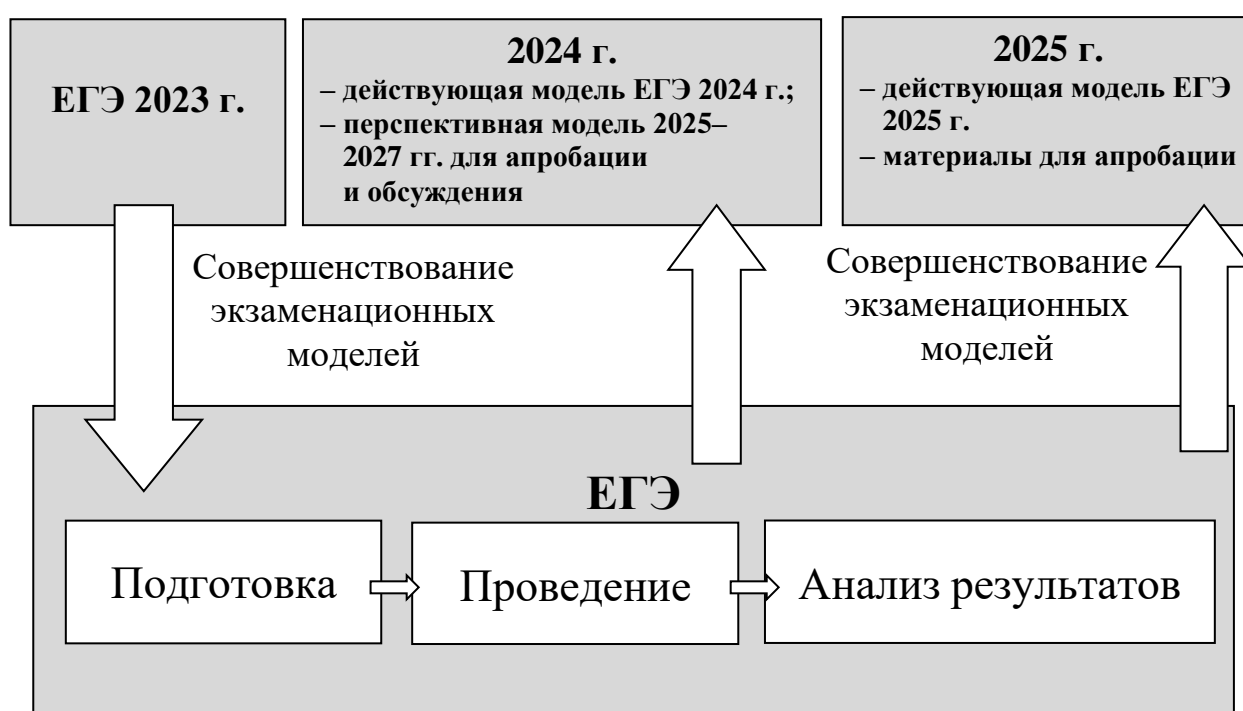 ЕГЭ 2023 г.
2024 г.
– действующая модель ЕГЭ 2024 г.;
– перспективная модель 2025–
2027 гг. для апробации
и обсуждения
2025 г.
– действующая модель ЕГЭ
2025 г.
– материалы для апробации
Совершенствование
экзаменационных
моделей
Совершенствование
экзаменационных
моделей
ЕГЭ
Подготовка
Проведение
Анализ результатов